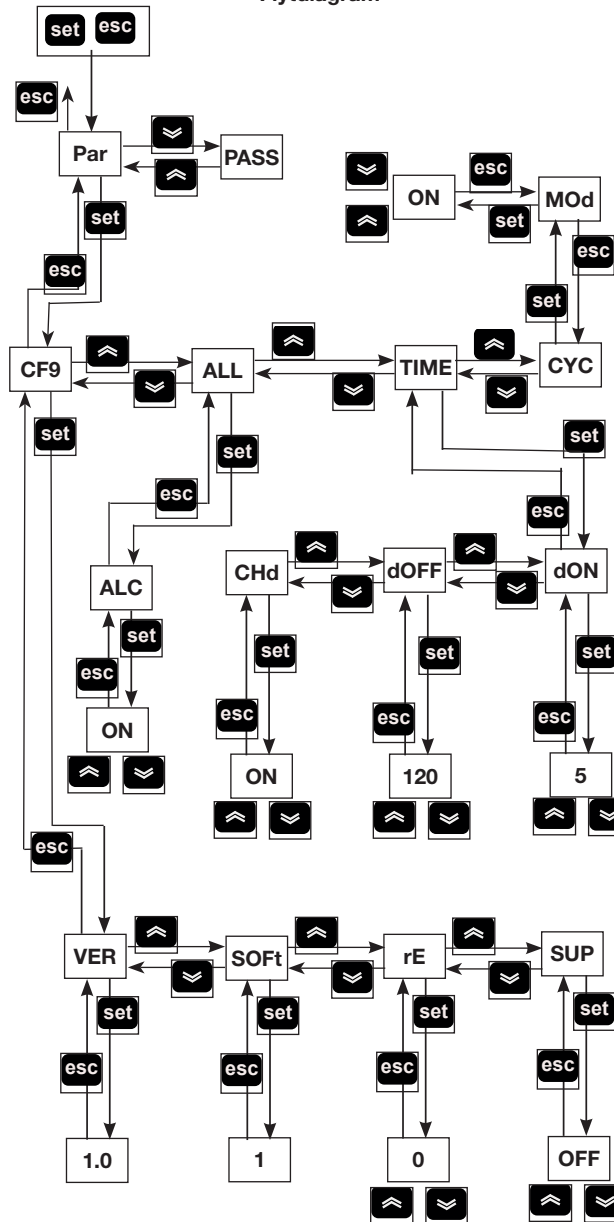 Flytdiagram
set esc
esc
Par PASS
set
ON esc MOd
set esc
esc set
CF9 ALL TIME CYC
set set set
esc esc
CHd dOFF dON
ALC
set set set set
esc esc esc esc
ON ON 120 5
esc
VER SOFt rE SUP
set set set set
esc esc esc esc
1.0 1 0 OFF